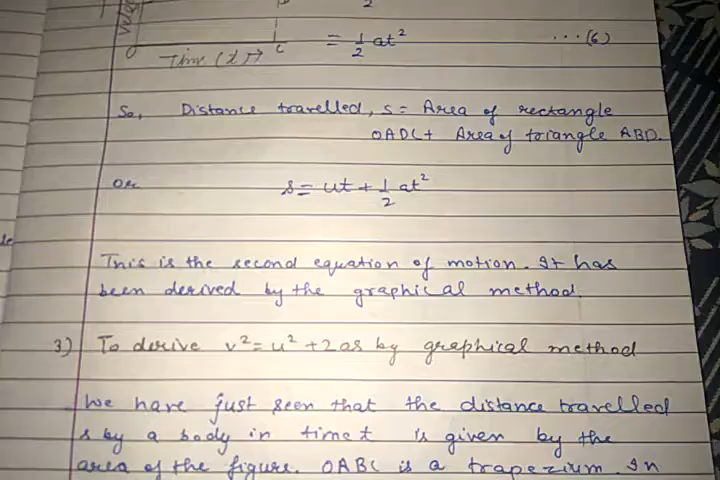 2
O Time (t) → C = 1/2 at² ...(6)
So, Distance travelled, s = Area of rectangle
OADC + Area of triangle ABD.
Or s = ut + 1/2 at²
This is the second equation of motion. It has
been derived by the graphical method.
3) To derive v² = u² + 2as by graphical method
We have just seen that the distance travelled
s by a body in time t is given by the
area of the figure. OABC is a trapezium. In